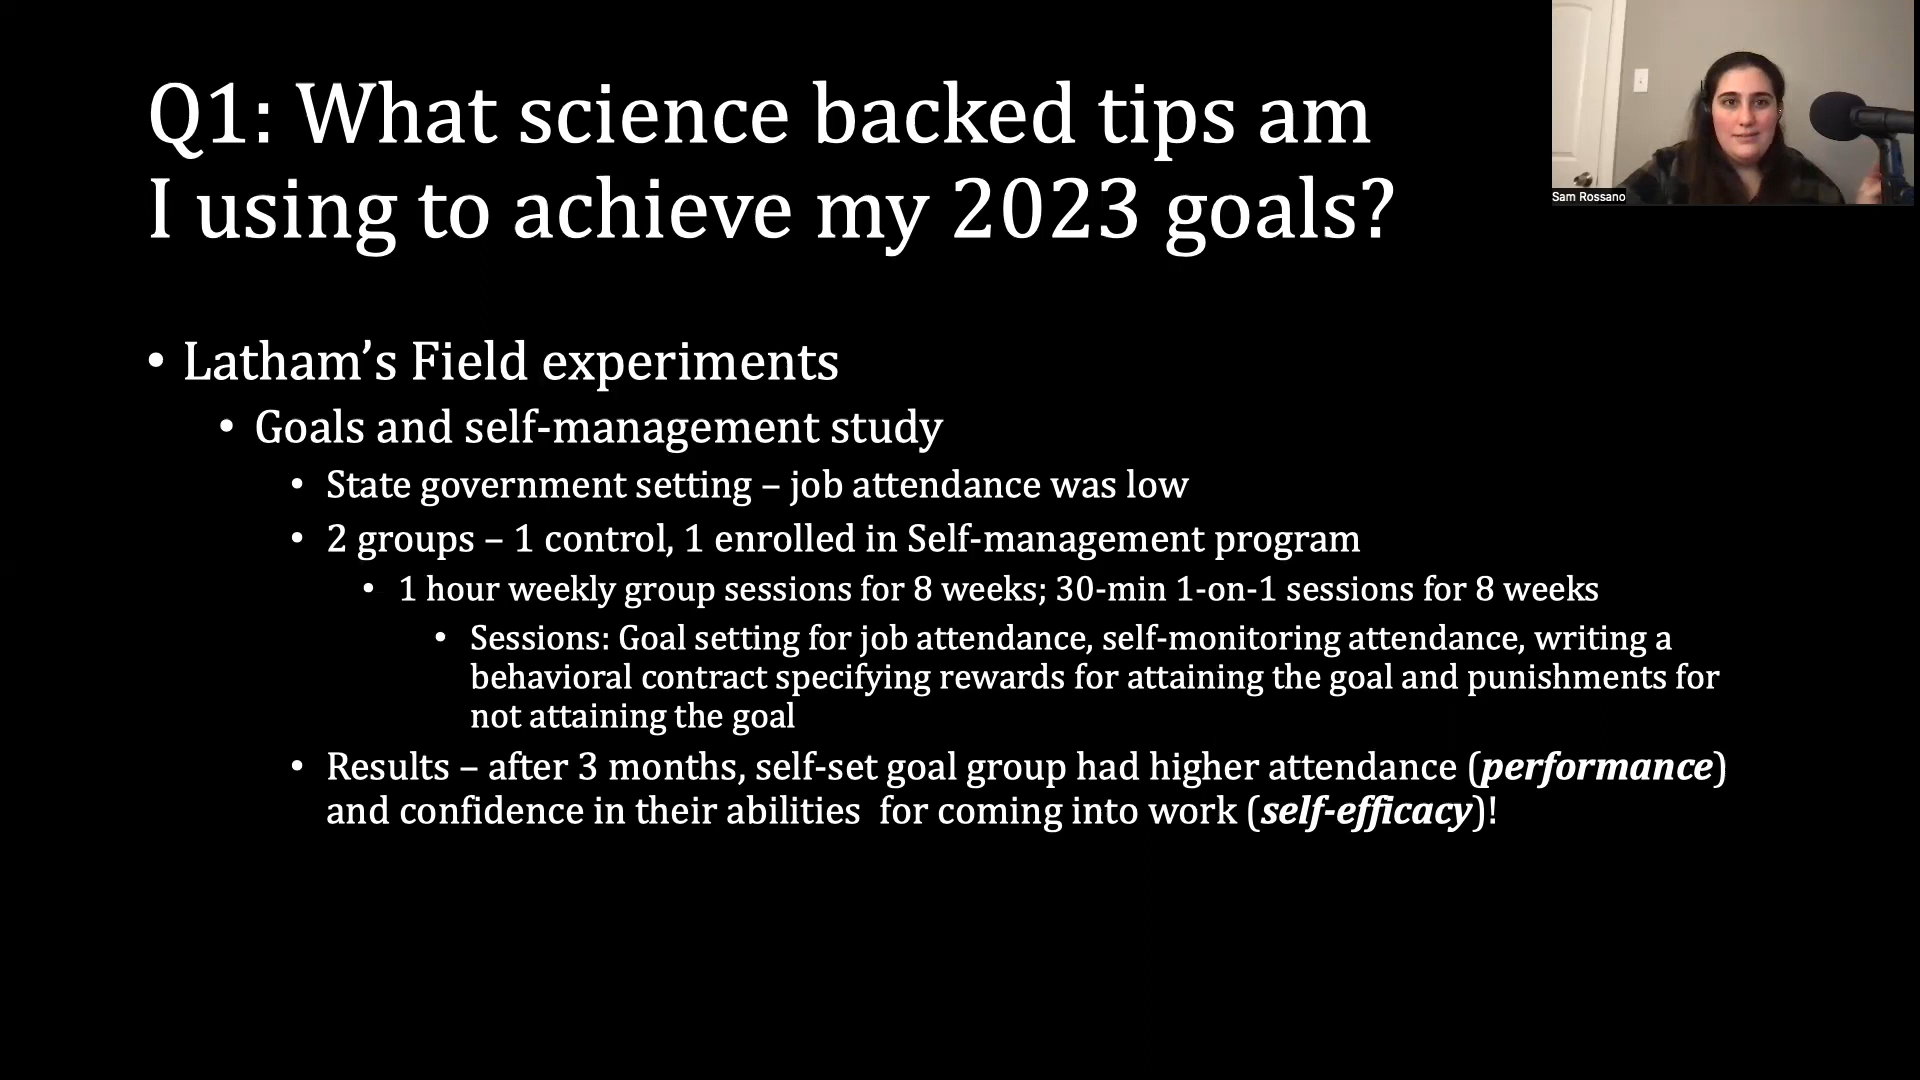 Q1: What science backed tips am
I using to achieve my 2023 goals?
Sam Rossano
• Latham’s Field experiments
• Goals and self-management study
• State government setting – job attendance was low
• 2 groups – 1 control, 1 enrolled in Self-management program
• 1 hour weekly group sessions for 8 weeks; 30-min 1-on-1 sessions for 8 weeks
• Sessions: Goal setting for job attendance, self-monitoring attendance, writing a
behavioral contract specifying rewards for attaining the goal and punishments for
not attaining the goal
• Results – after 3 months, self-set goal group had higher attendance (performance)
and confidence in their abilities  for coming into work (self-efficacy)!